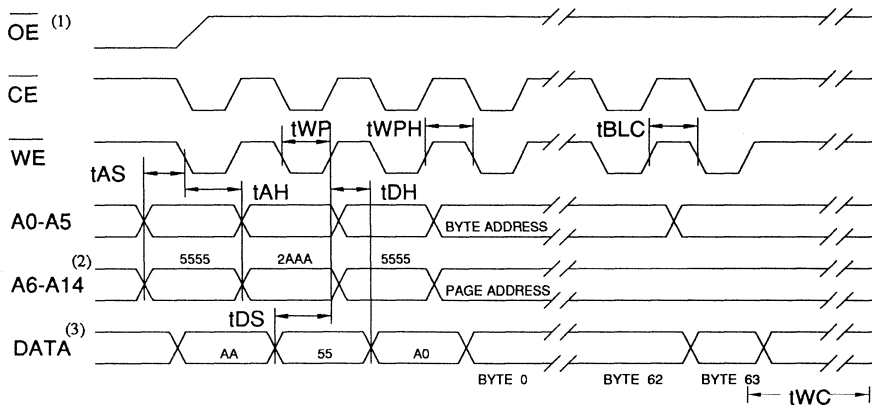 OE (1)
CE
tWP tWPH tBLC
WE
tAS
tAH tDH
A0-A5 BYTE ADDRESS
(2) 5555 2AAA 5555
A6-A14 PAGE ADDRESS
tDS
DATA (3) AA 55 A0
BYTE 0 BYTE 62 BYTE 63
tWC